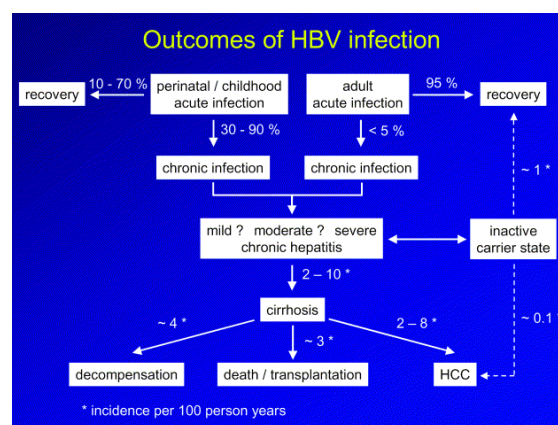 Outcomes of HBV infection
recovery
10 - 70 %
perinatal / childhood
acute infection
adult
acute infection
95 %
recovery
30 - 90 %
< 5 %
chronic infection
chronic infection
~ 1 *
mild ? moderate ? severe
chronic hepatitis
inactive
carrier state
2 – 10 *
cirrhosis
~ 4 *
~ 3 *
2 – 8 *
~ 0.1 *
decompensation
death / transplantation
HCC
* incidence per 100 person years